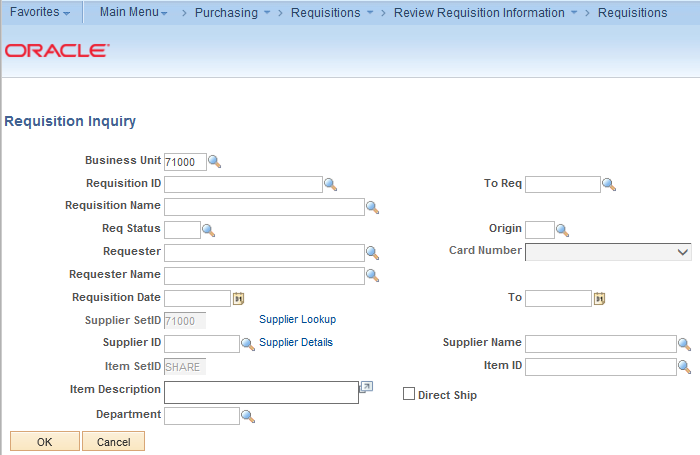 Favorites Main Menu Purchasing Requisitions Review Requisition Information Requisitions
ORACLE
Requisition Inquiry
Business Unit 71000
Requisition ID To Req
Requisition Name
Req Status Origin
Requester Card Number
Requester Name
Requisition Date To
Supplier SetID 71000 Supplier Lookup
Supplier ID Supplier Details Supplier Name
Item SetID SHARE Item ID
Item Description Direct Ship
Department
OK Cancel